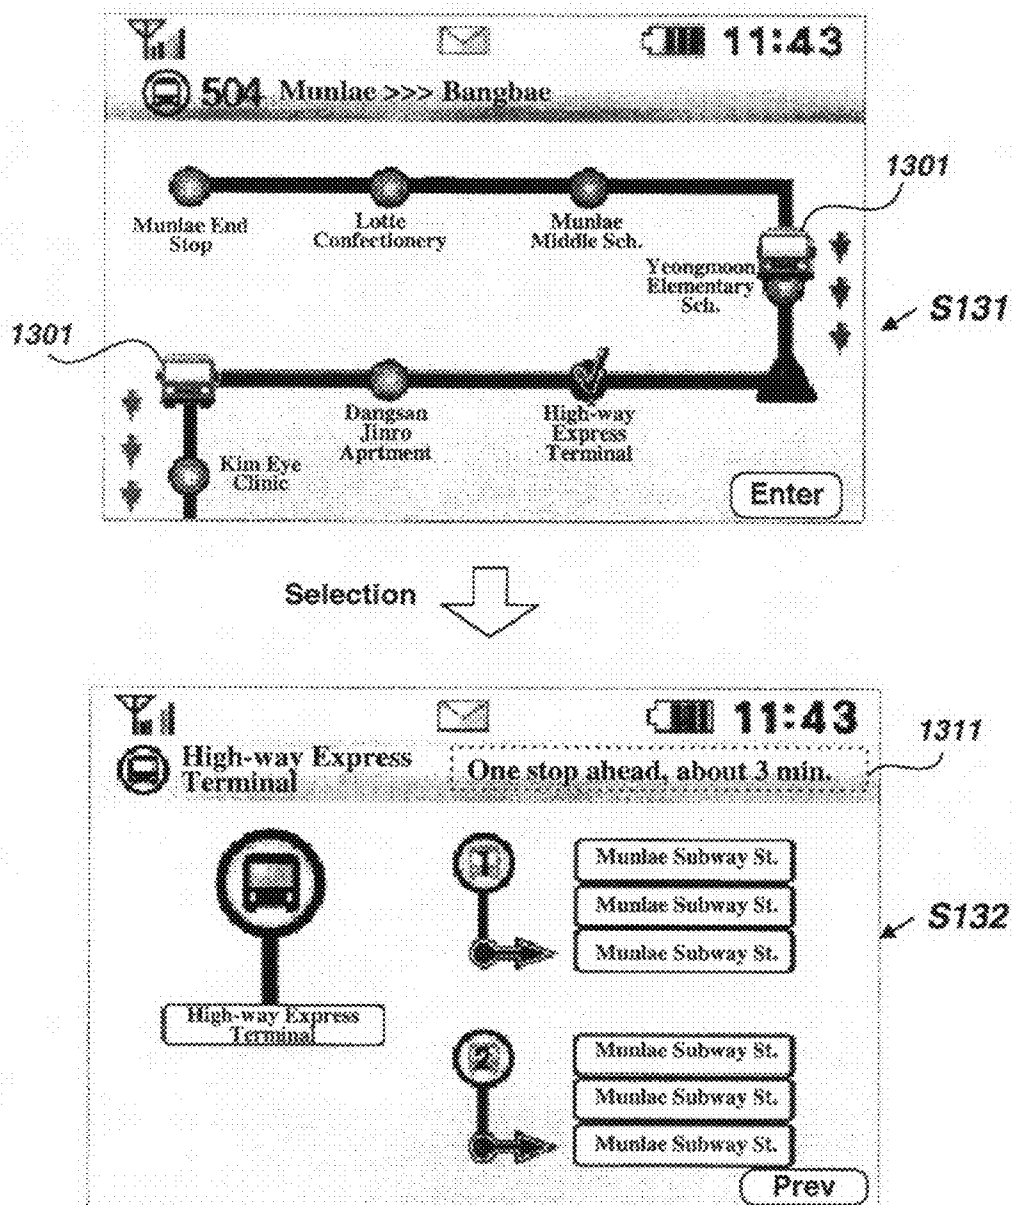 11:43
504 Munlae >>> Bangbae
1301
Munlae End
Stop
Lotte
Confectionery
Munlae
Middle Sch.
Yeongmoon
Elementary
Sch.
S131
1301
Dangsan
Jinro
Aprtment
High-way
Express
Terminal
Kim Eye
Clinic
Enter
Selection
11:43
1311
High-way Express
Terminal
One stop ahead, about 3 min.
1
Munlae Subway St.
Munlae Subway St.
Munlae Subway St.
S132
High-way Express
Terminal
2
Munlae Subway St.
Munlae Subway St.
Munlae Subway St.
Prev